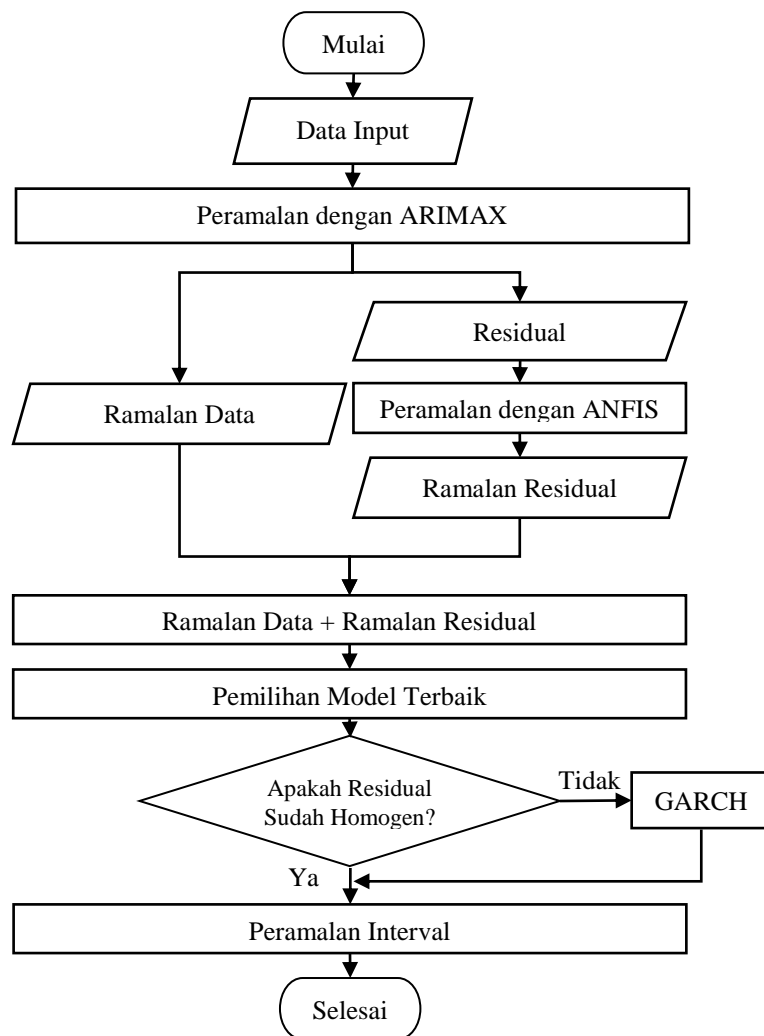 Mulai
Data Input
Peramalan dengan ARIMAX
Residual
Ramalan Data
Peramalan dengan ANFIS
Ramalan Residual
Ramalan Data + Ramalan Residual
Pemilihan Model Terbaik
Apakah Residual
Sudah Homogen?
Tidak
GARCH
Ya
Peramalan Interval
Selesai